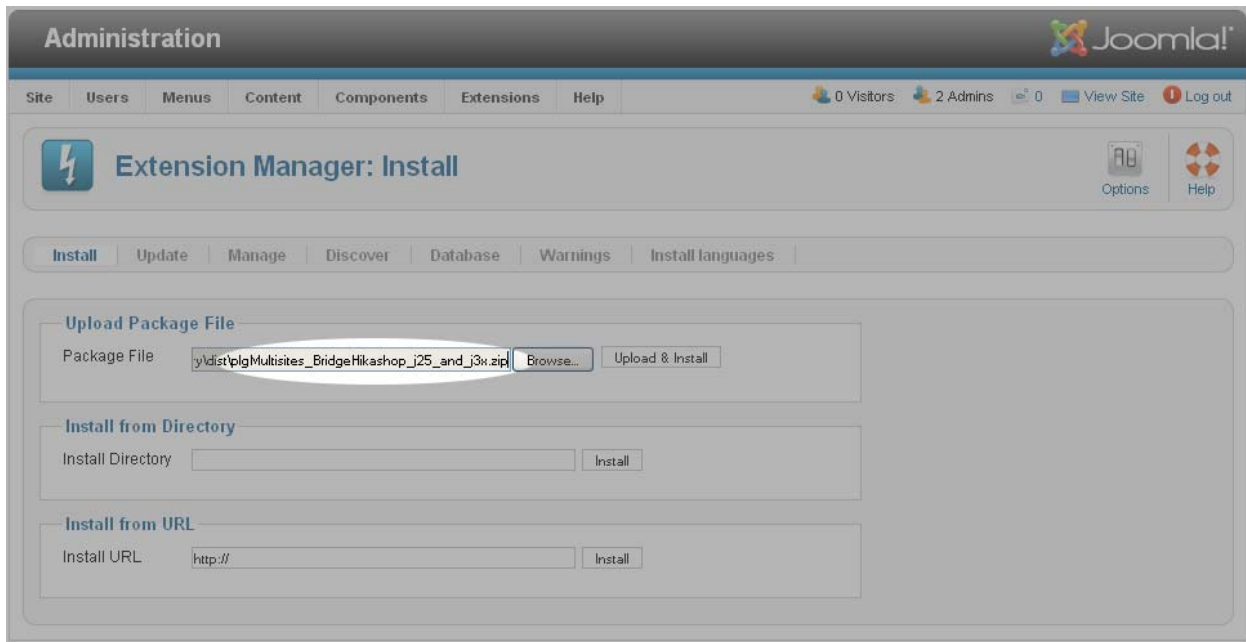 Administration Joomla!
Site Users Menus Content Components Extensions Help 0 Visitors 2 Admins 0 View Site Log out
Extension Manager: Install Options Help
Install Update Manage Discover Database Warnings Install languages
Upload Package File
Package File y\dist\plgMultisites_BridgeHikashop_j25_and_j3x.zip Browse... Upload & Install
Install from Directory
Install Directory Install
Install from URL
Install URL http:// Install